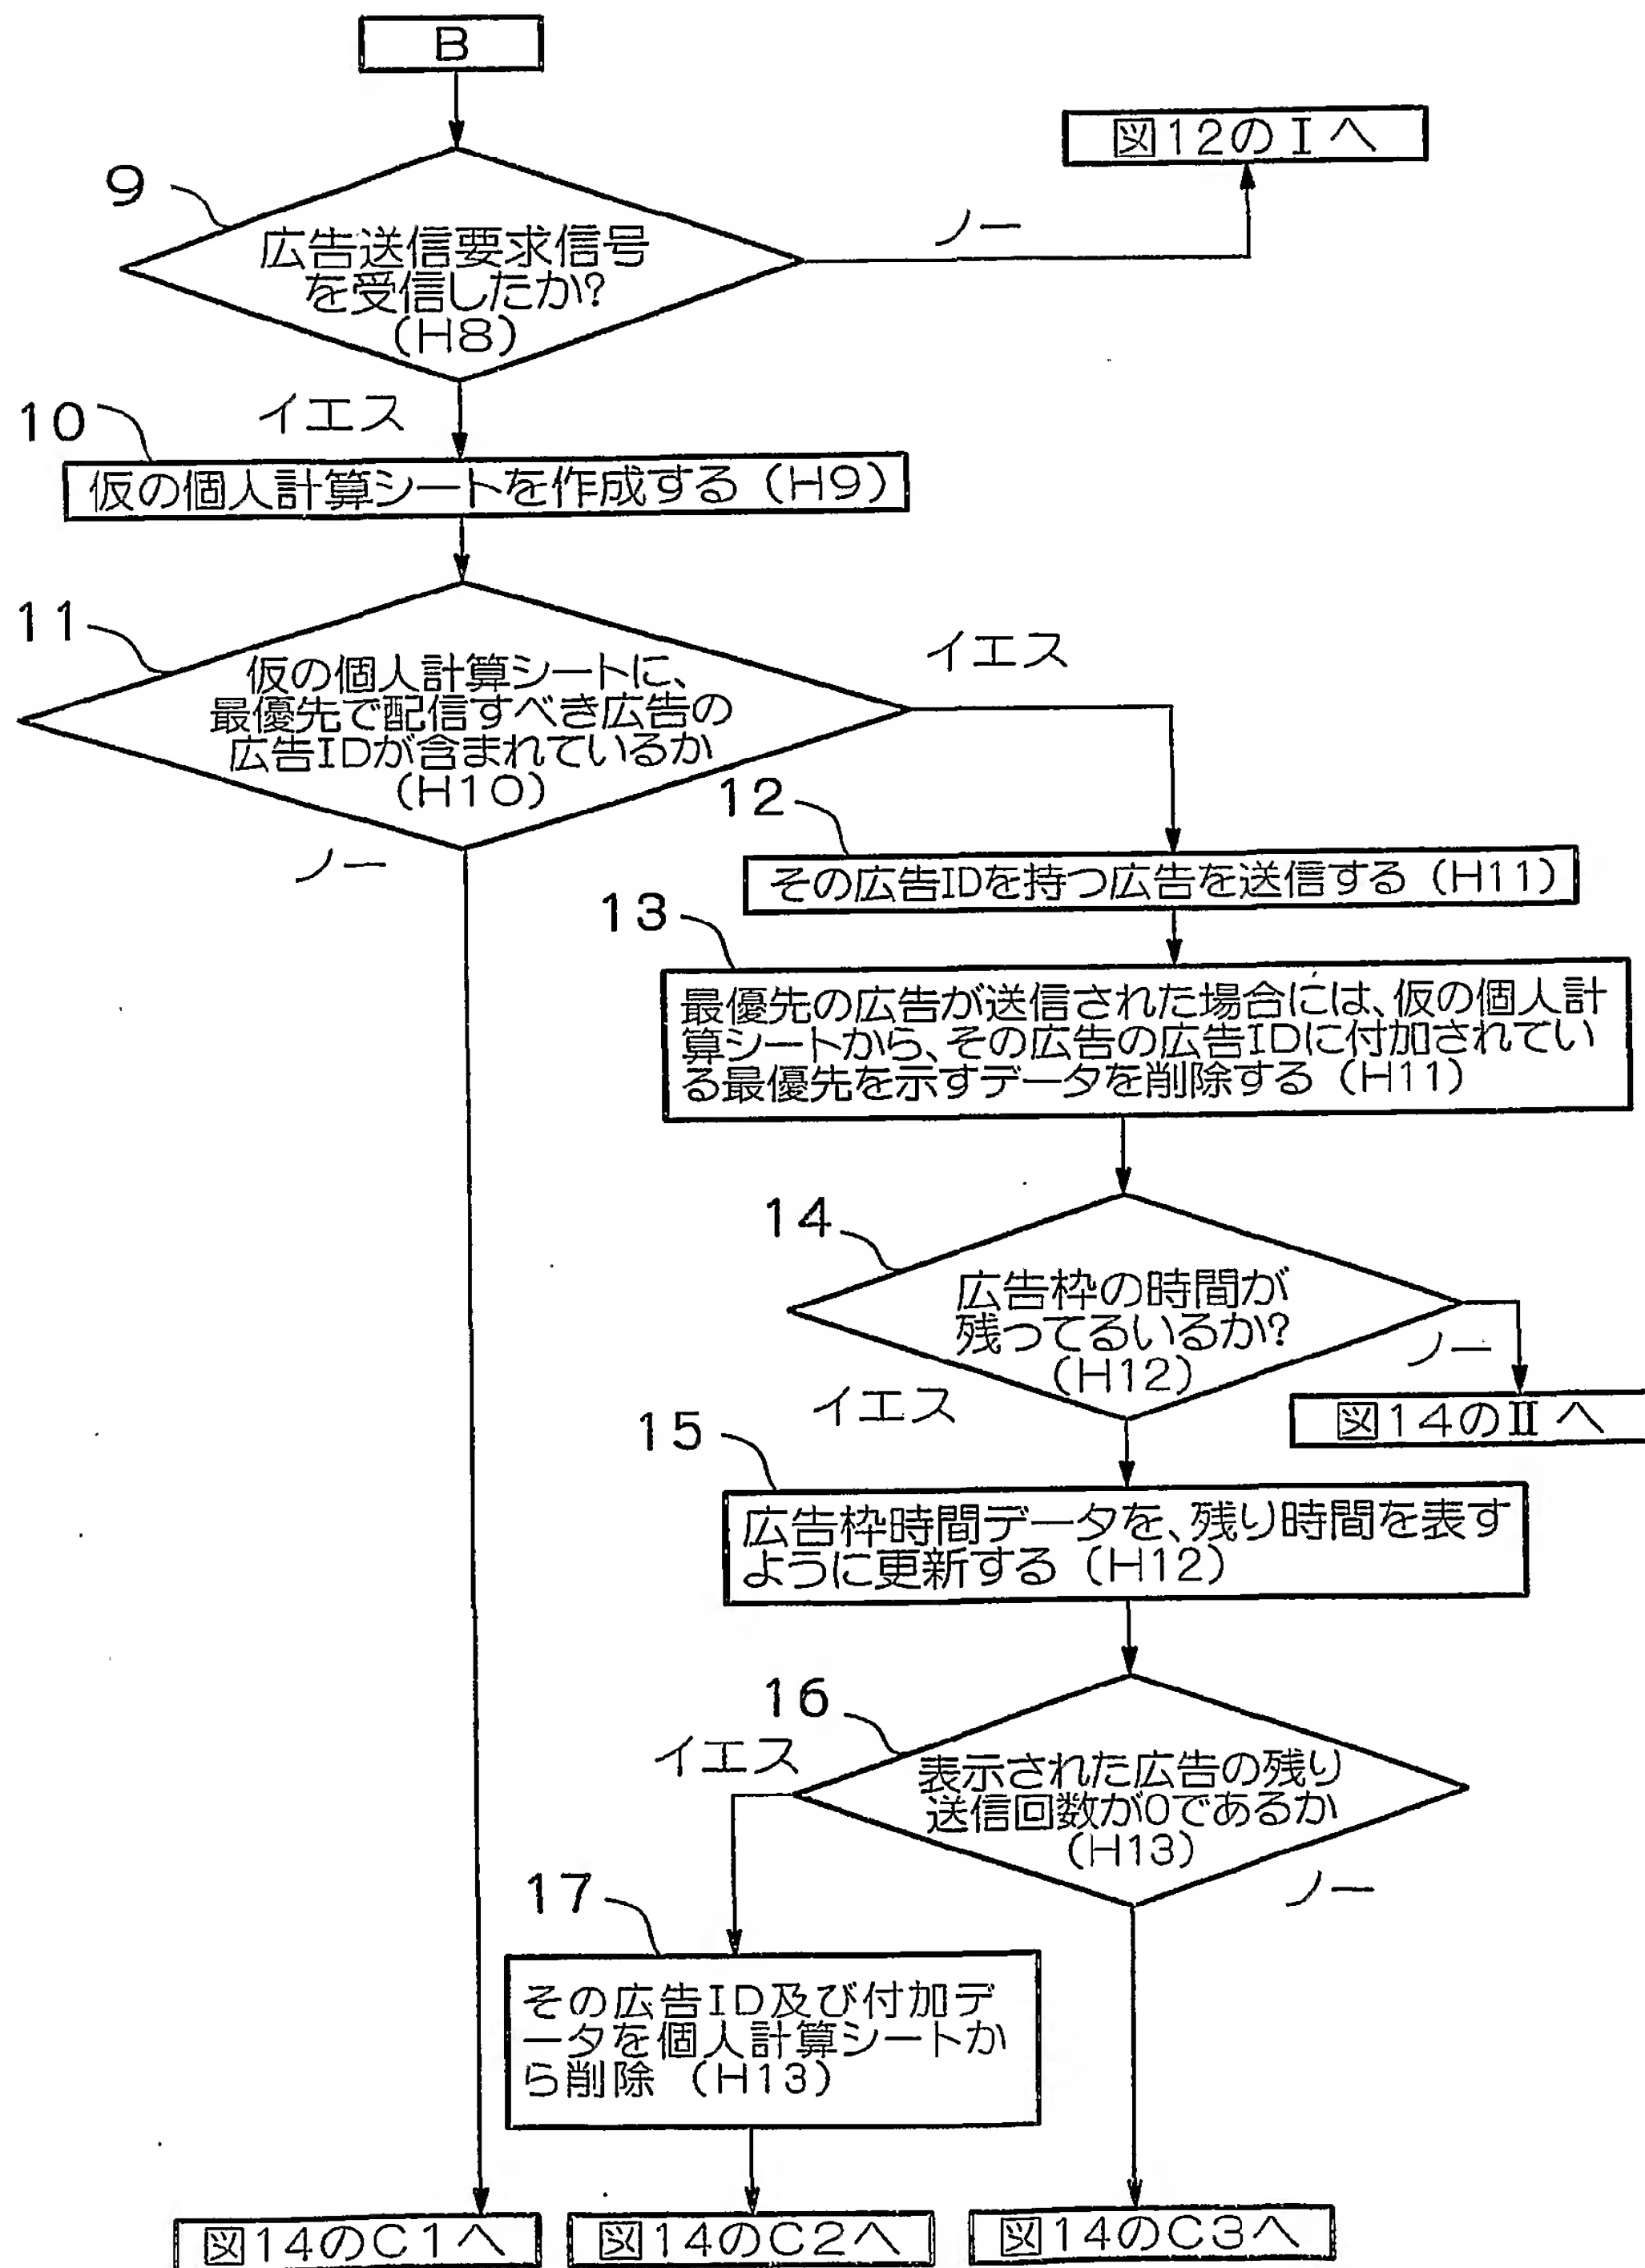 B
図12のIへ
9
広告送信要求信号
を受信したか?
(H8)
ノー
イエス
10
仮の個人計算シートを作成する(H9)
11
仮の個人計算シートに、
最優先で配信すべき広告の
広告IDが含まれているか
(H10)
イエス
ノー
12
その広告IDを持つ広告を送信する(H11)
13
最優先の広告が送信された場合には、仮の個人計
算シートから、その広告の広告IDに付加されてい
る最優先を示すデータを削除する(H11)
14
広告枠の時間が
残ってるいるか?
(H12)
ノー
イエス
図14のⅡへ
15
広告枠時間データを、残り時間を表す
ように更新する(H12)
16
イエス
表示された広告の残り
送信回数が0であるか
(H13)
ノー
17
その広告ID及び付加デ
ータを個人計算シートか
ら削除(H13)
図14のC1へ
図14のC2へ
図14のC3へ